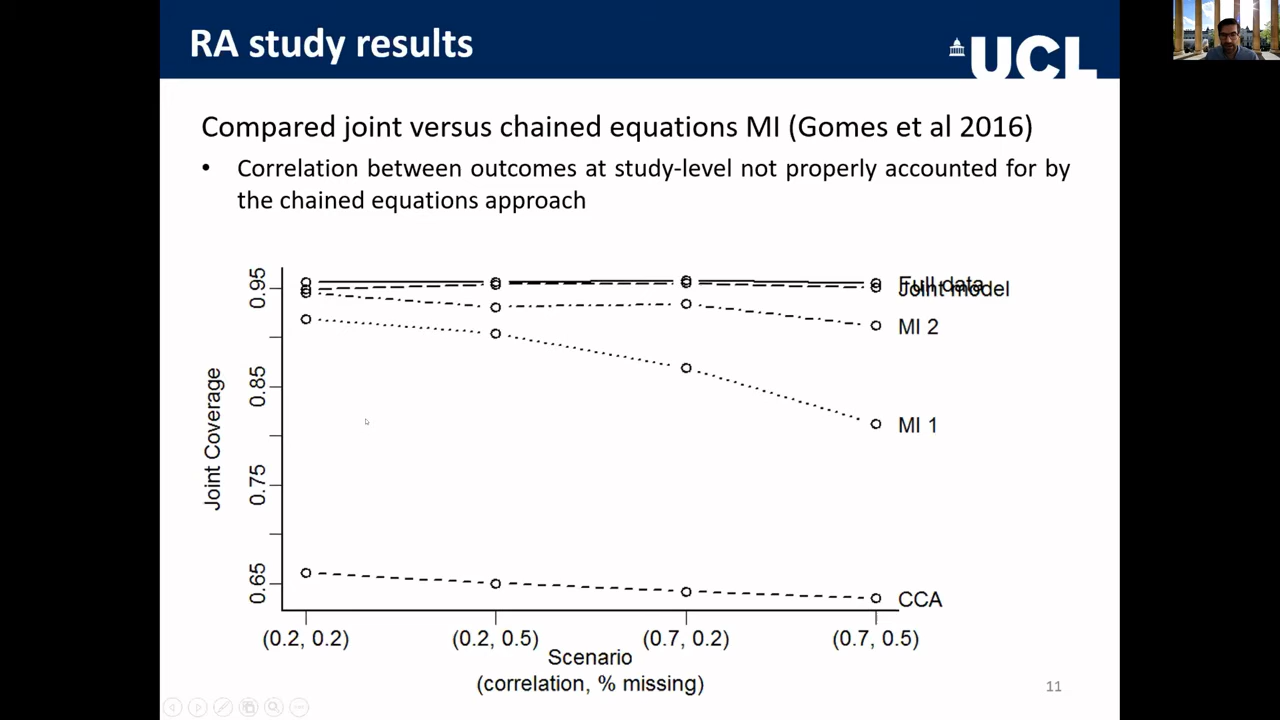 RA study results
UCL
Compared joint versus chained equations MI (Gomes et al 2016)
• Correlation between outcomes at study-level not properly accounted for by
the chained equations approach
Joint Coverage
0.95
0.85
0.75
0.65
Full data
Joint model
MI 2
MI 1
CCA
(0.2, 0.2) (0.2, 0.5) (0.7, 0.2) (0.7, 0.5)
Scenario
(correlation, % missing)
11